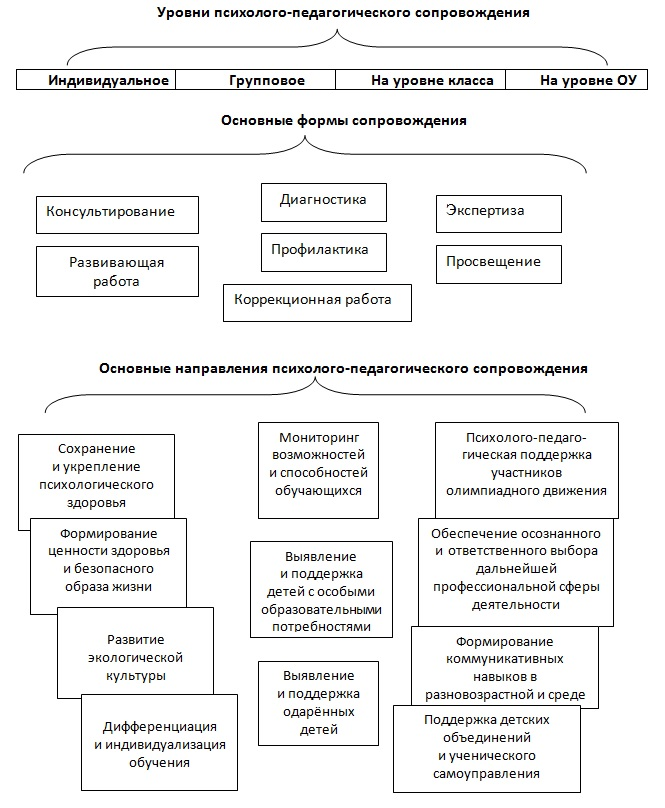 Уровни психолого-педагогического сопровождения
Индивидуальное
Групповое
На уровне класса
На уровне ОУ
Основные формы сопровождения
Консультирование
Диагностика
Экспертиза
Развивающая
работа
Профилактика
Просвещение
Коррекционная работа
Основные направления психолого-педагогического сопровождения
Сохранение
и укрепление
психологического
здоровья
Формирование
ценности здоровья
и безопасного
образа жизни
Развитие
экологической
культуры
Дифференциация
и индивидуализация
обучения
Мониторинг
возможностей
и способностей
обучающихся
Выявление
и поддержка
детей с особыми
образовательными
потребностями
Выявление
и поддержка
одарённых
детей
Психолого-педаго-
гическая поддержка
участников
олимпиадного движения
Обеспечение осознанного
и ответственного выбора
дальнейшей
профессиональной сферы
деятельности
Формирование
коммуникативных
навыков в
разновозрастной и среде
Поддержка детских
объединений
и ученического
самоуправления